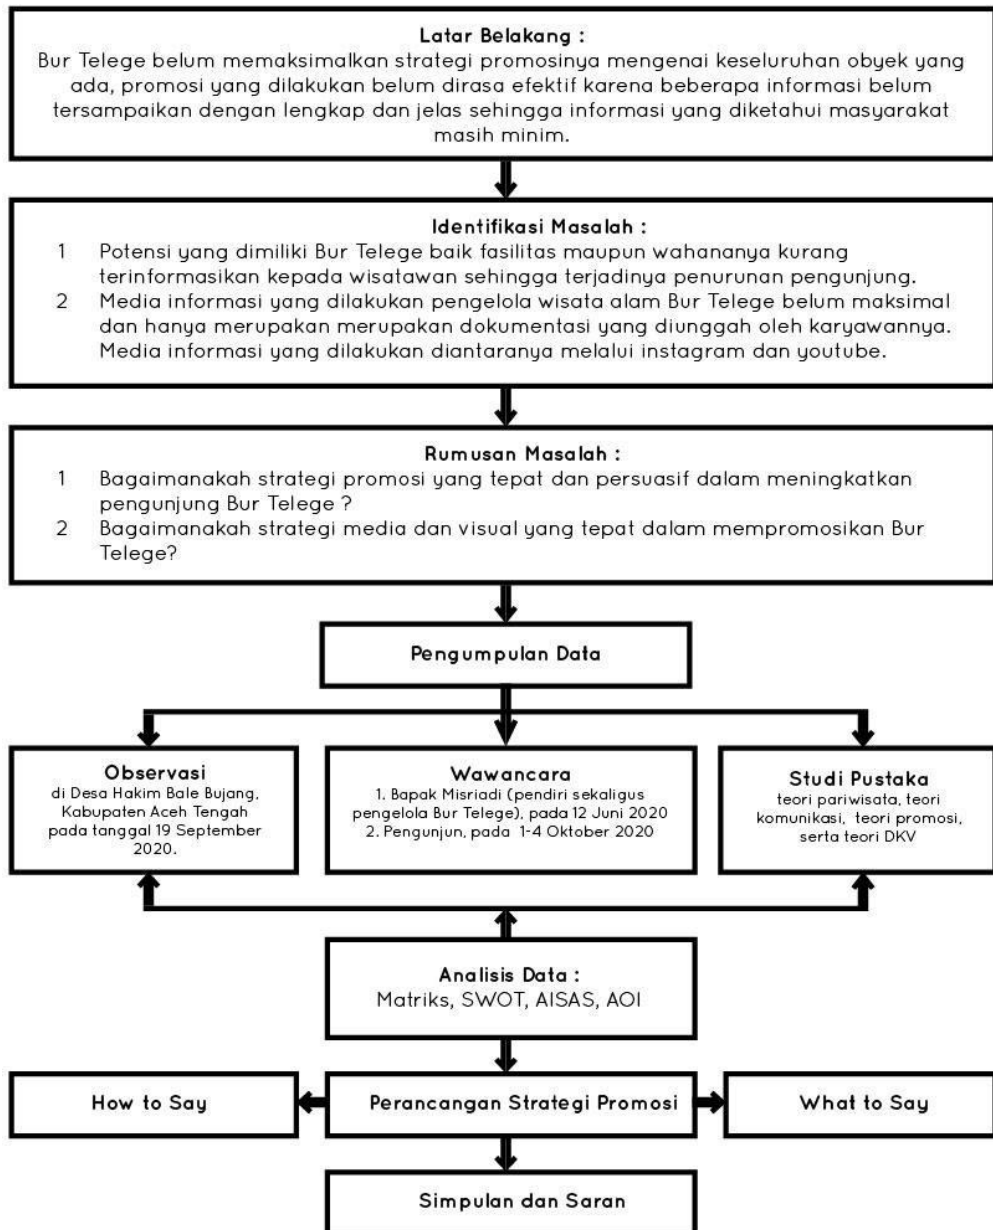 Latar Belakang :
Bur Telege belum memaksimalkan strategi promosinya mengenai keseluruhan obyek yang
ada, promosi yang dilakukan belum dirasa efektif karena beberapa informasi belum
tersampaikan dengan lengkap dan jelas sehingga informasi yang diketahui masyarakat
masih minim.
Identifikasi Masalah :
1 Potensi yang dimiliki Bur Telege baik fasilitas maupun wahananya kurang
terinformasikan kepada wisatawan sehingga terjadinya penurunan pengunjung.
2 Media informasi yang dilakukan pengelola wisata alam Bur Telege belum maksimal
dan hanya merupakan merupakan dokumentasi yang diunggah oleh karyawannya.
Media informasi yang dilakukan diantaranya melalui instagram dan youtube.
Rumusan Masalah :
1 Bagaimanakah strategi promosi yang tepat dan persuasif dalam meningkatkan
pengunjung Bur Telege ?
2 Bagaimanakah strategi media dan visual yang tepat dalam mempromosikan Bur
Telege?
Pengumpulan Data
Observasi
di Desa Hakim Bale Bujang,
Kabupaten Aceh Tengah
pada tanggal 19 September
2020.
Wawancara
1. Bapak Misriadi (pendiri sekaligus
pengelola Bur Telege), pada 12 Juni 2020
2. Pengunjun, pada 1-4 Oktober 2020
Studi Pustaka
teori pariwisata, teori
komunikasi, teori promosi,
serta teori DKV
Analisis Data :
Matriks, SWOT, AISAS, AOI
How to Say
Perancangan Strategi Promosi
What to Say
Simpulan dan Saran